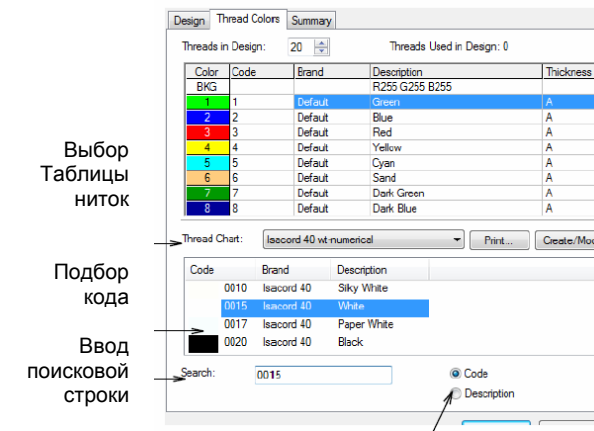 Design Thread Colors Summary
Threads in Design: 20 Threads Used in Design: 0
Color Code Brand Description Thickness
BKG R255 G255 B255
1 1 Default Green A
2 2 Default Blue A
3 3 Default Red A
4 4 Default Yellow A
5 5 Default Cyan A
6 6 Default Sand A
7 7 Default Dark Green A
8 8 Default Dark Blue A
Выбор
Таблицы
ниток
Thread Chart: Isacord 40 wt-numerical Print... Create/Mod
Code Brand Description
0010 Isacord 40 Silky White
0015 Isacord 40 White
0017 Isacord 40 Paper White
0020 Isacord 40 Black
Подбор
кода
Ввод
поисковой
строки
Search: 0015 Code
Description